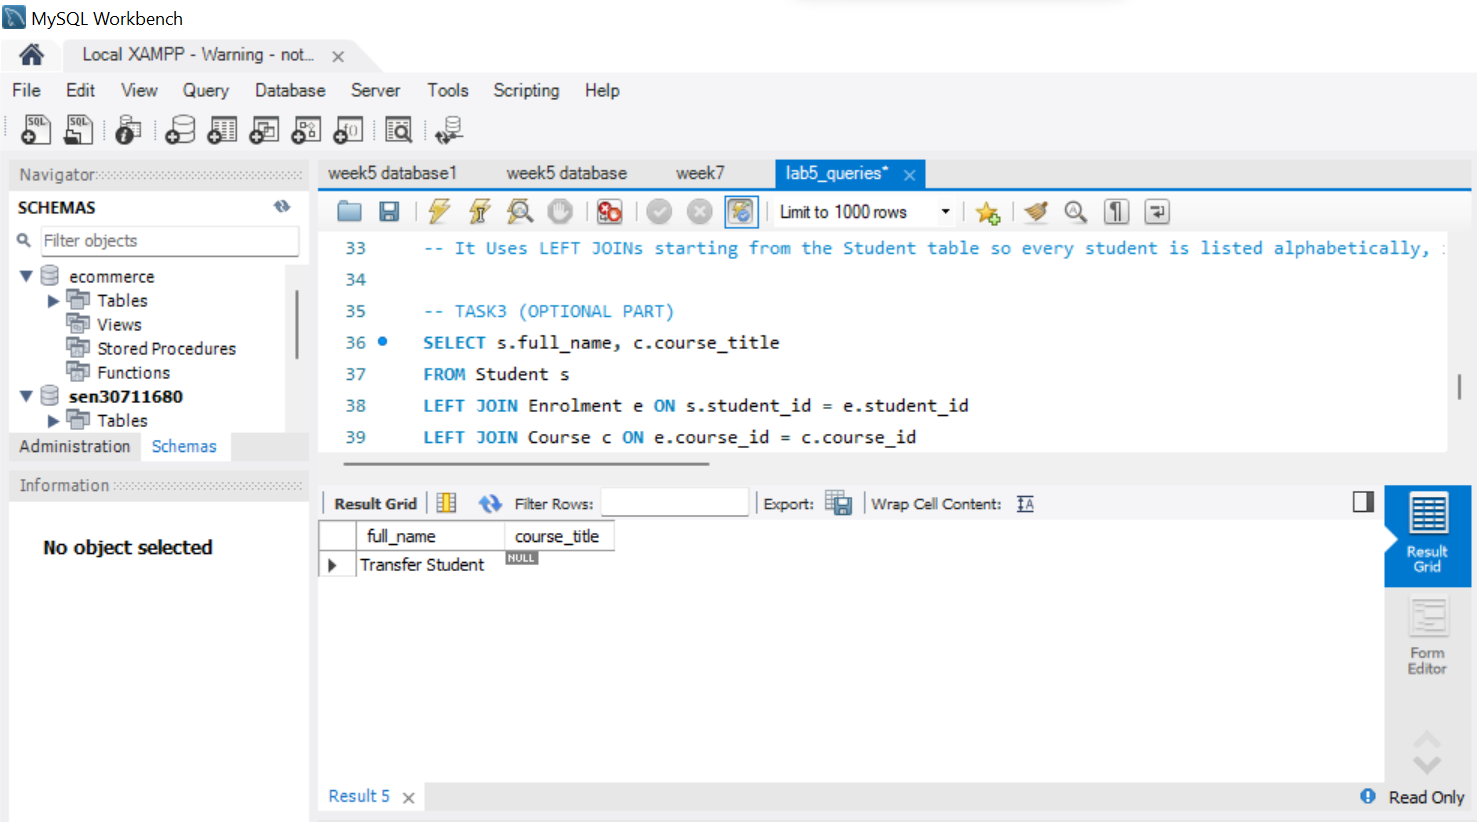 MySQL Workbench
Local XAMPP - Warning - not...
File Edit View Query Database Server Tools Scripting Help
SQL SQL
Navigator
SCHEMAS
Filter objects
ecommerce
Tables
Views
Stored Procedures
Functions
sen30711680
Tables
Administration Schemas
Information
No object selected
week5 database1 week5 database week7 lab5_queries*
Limit to 1000 rows
33 -- It Uses LEFT JOINs starting from the Student table so every student is listed alphabetically,
34
35 -- TASK3 (OPTIONAL PART)
36 SELECT s.full_name, c.course_title
37 FROM Student s
38 LEFT JOIN Enrolment e ON s.student_id = e.student_id
39 LEFT JOIN Course c ON e.course_id = c.course_id
Result Grid Filter Rows: Export: Wrap Cell Content: IA
full_name course_title
Transfer Student NULL
Result
Grid
Form
Editor
Result 5
Read Only